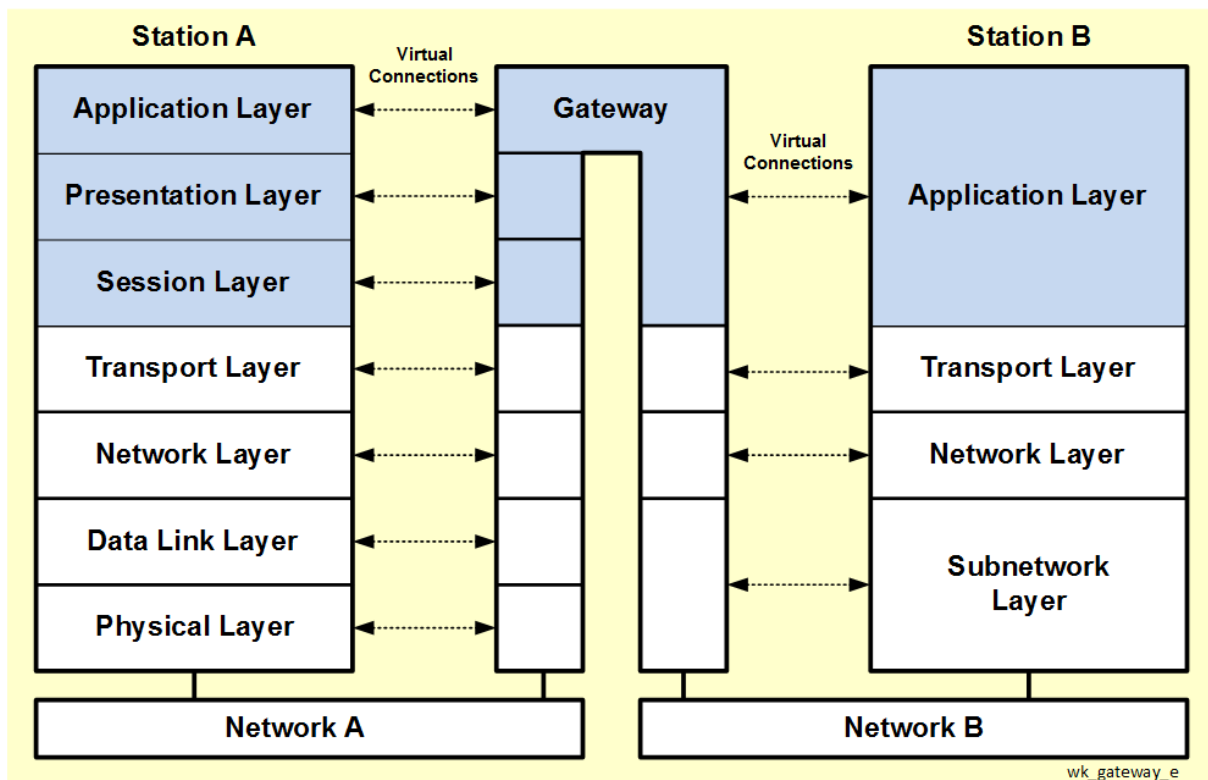 Station A
Station B
Virtual
Connections
Application Layer
Gateway
Virtual
Connections
Presentation Layer
Application Layer
Session Layer
Transport Layer
Transport Layer
Network Layer
Network Layer
Data Link Layer
Subnetwork
Layer
Physical Layer
Network A
Network B
wk_gateway_e